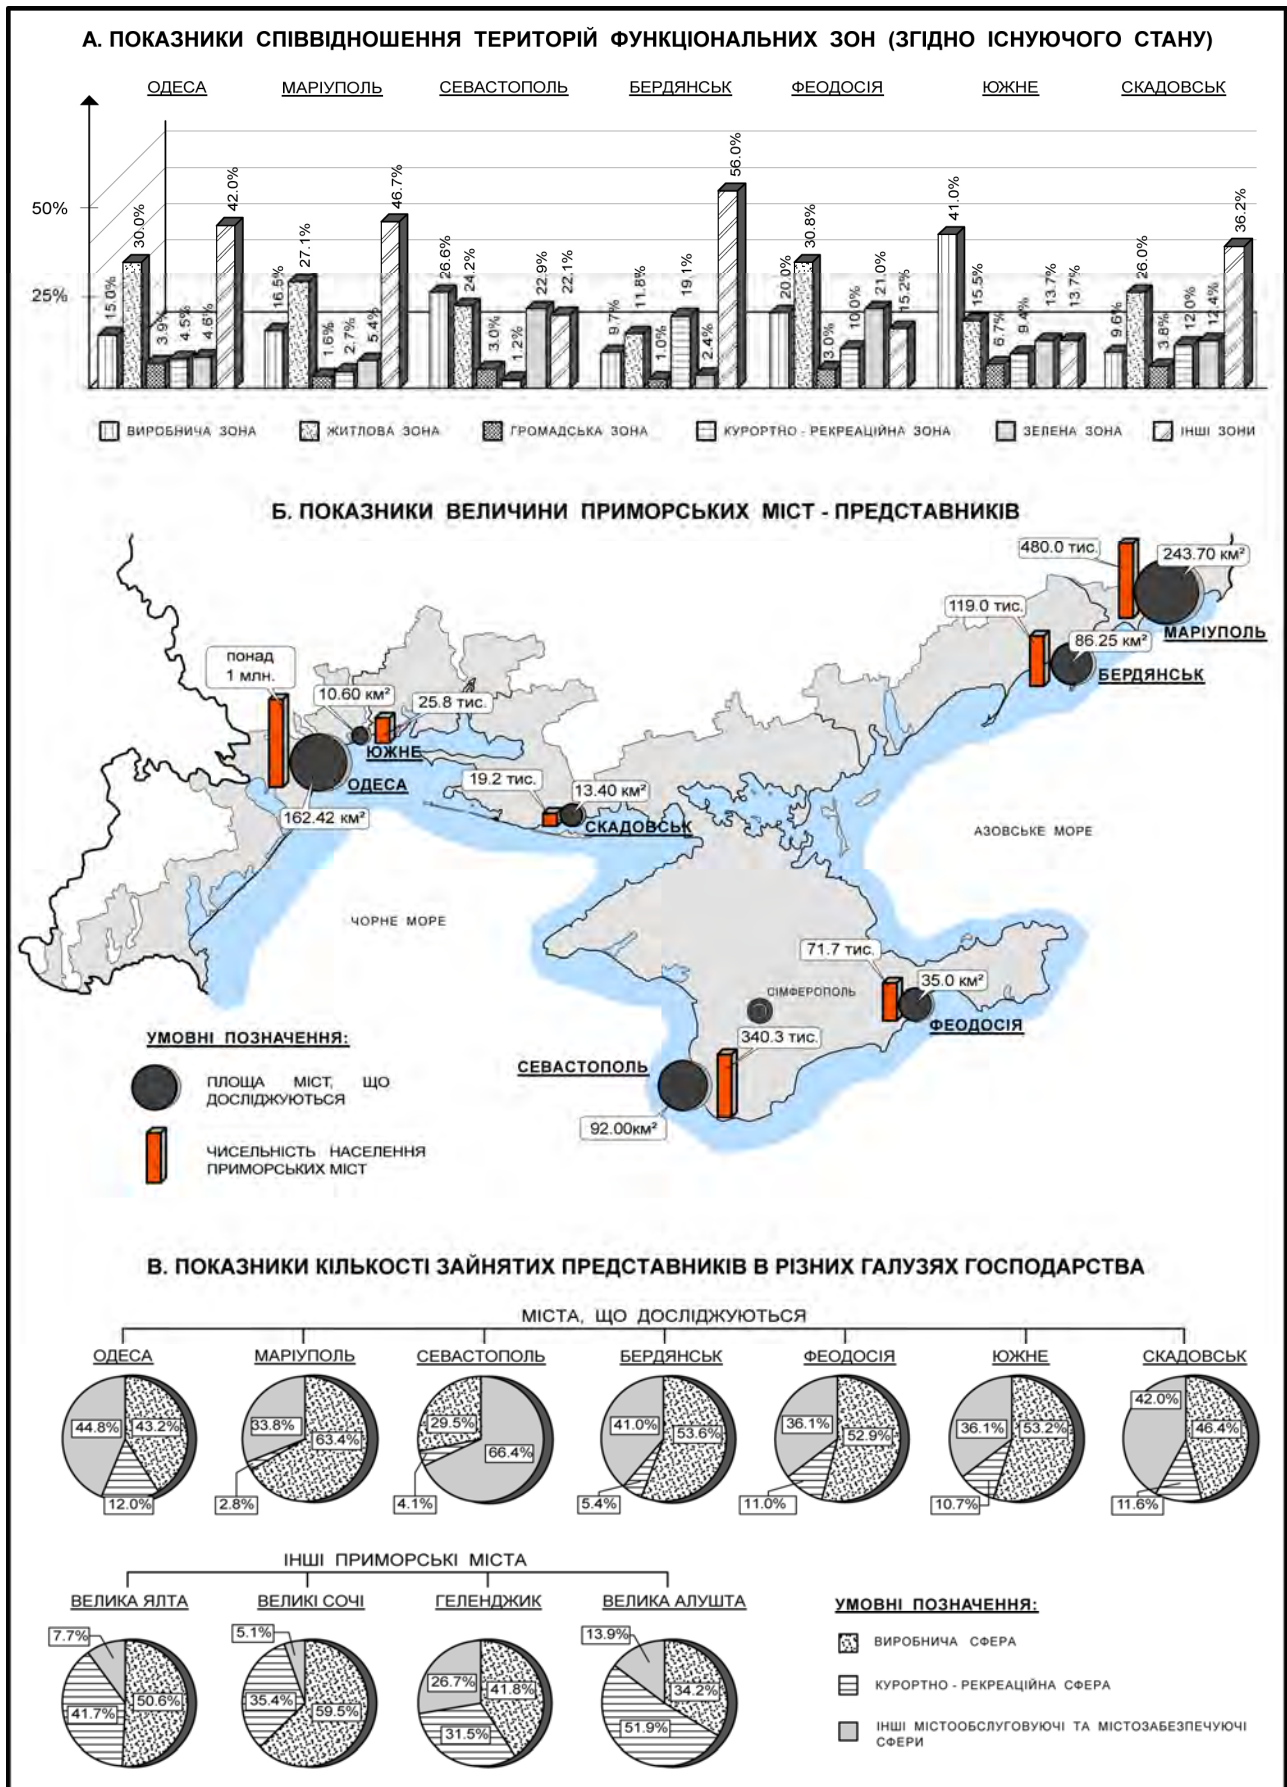 А. ПОКАЗНИКИ СПІВВІДНОШЕННЯ ТЕРИТОРІЙ ФУНКЦІОНАЛЬНИХ ЗОН (ЗГІДНО ІСНУЮЧОГО СТАНУ)
ОДЕСА МАРІУПОЛЬ СЕВАСТОПОЛЬ БЕРДЯНСЬК ФЕОДОСІЯ ЮЖНЕ СКАДОВСЬК
50%
25%
15.0% 30.0% 3.9% 4.5% 4.6% 42.0%
16.5% 27.1% 1.6% 2.7% 5.4% 46.7%
26.6% 24.2% 3.0% 1.2% 22.9% 22.1%
9.7% 11.8% 1.0% 19.1% 2.4% 56.0%
20.0% 30.8% 3.0% 10.0% 21.0% 15.2%
41.0% 15.5% 6.7% 9.4% 13.7% 13.7%
9.6% 26.0% 3.8% 12.0% 12.4% 36.2%
ВИРОБНИЧА ЗОНА ЖИТЛОВА ЗОНА ГРОМАДСЬКА ЗОНА КУРОРТНО - РЕКРЕАЦІЙНА ЗОНА ЗЕЛЕНА ЗОНА ІНШІ ЗОНИ
Б. ПОКАЗНИКИ ВЕЛИЧИНИ ПРИМОРСЬКИХ МІСТ - ПРЕДСТАВНИКІВ
480.0 тис.
243.70 км²
МАРІУПОЛЬ
119.0 тис.
86.25 км²
БЕРДЯНСЬК
понад
1 млн.
10.60 км²
25.8 тис.
ЮЖНЕ
ОДЕСА
162.42 км²
19.2 тис.
13.40 км²
СКАДОВСЬК
АЗОВСЬКЕ МОРЕ
ЧОРНЕ МОРЕ
71.7 тис.
35.0 км²
СІМФЕРОПОЛЬ
ФЕОДОСІЯ
340.3 тис.
СЕВАСТОПОЛЬ
92.00км²
УМОВНІ ПОЗНАЧЕННЯ:
ПЛОЩА МІСТ, ЩО
ДОСЛІДЖУЮТЬСЯ
ЧИСЕЛЬНІСТЬ НАСЕЛЕННЯ
ПРИМОРСЬКИХ МІСТ
В. ПОКАЗНИКИ КІЛЬКОСТІ ЗАЙНЯТИХ ПРЕДСТАВНИКІВ В РІЗНИХ ГАЛУЗЯХ ГОСПОДАРСТВА
МІСТА, ЩО ДОСЛІДЖУЮТЬСЯ
ОДЕСА МАРІУПОЛЬ СЕВАСТОПОЛЬ БЕРДЯНСЬК ФЕОДОСІЯ ЮЖНЕ СКАДОВСЬК
44.8% 43.2% 12.0%
33.8% 63.4% 2.8%
29.5% 66.4% 4.1%
41.0% 53.6% 5.4%
36.1% 52.9% 11.0%
36.1% 53.2% 10.7%
42.0% 46.4% 11.6%
ІНШІ ПРИМОРСЬКІ МІСТА
ВЕЛИКА ЯЛТА ВЕЛИКІ СОЧІ ГЕЛЕНДЖИК ВЕЛИКА АЛУШТА
7.7% 50.6% 41.7%
5.1% 35.4% 59.5%
26.7% 41.8% 31.5%
13.9% 34.2% 51.9%
УМОВНІ ПОЗНАЧЕННЯ:
ВИРОБНИЧА СФЕРА
КУРОРТНО - РЕКРЕАЦІЙНА СФЕРА
ІНШІ МІСТООБСЛУГОВУЮЧІ ТА МІСТОЗАБЕЗПЕЧУЮЧІ
СФЕРИ